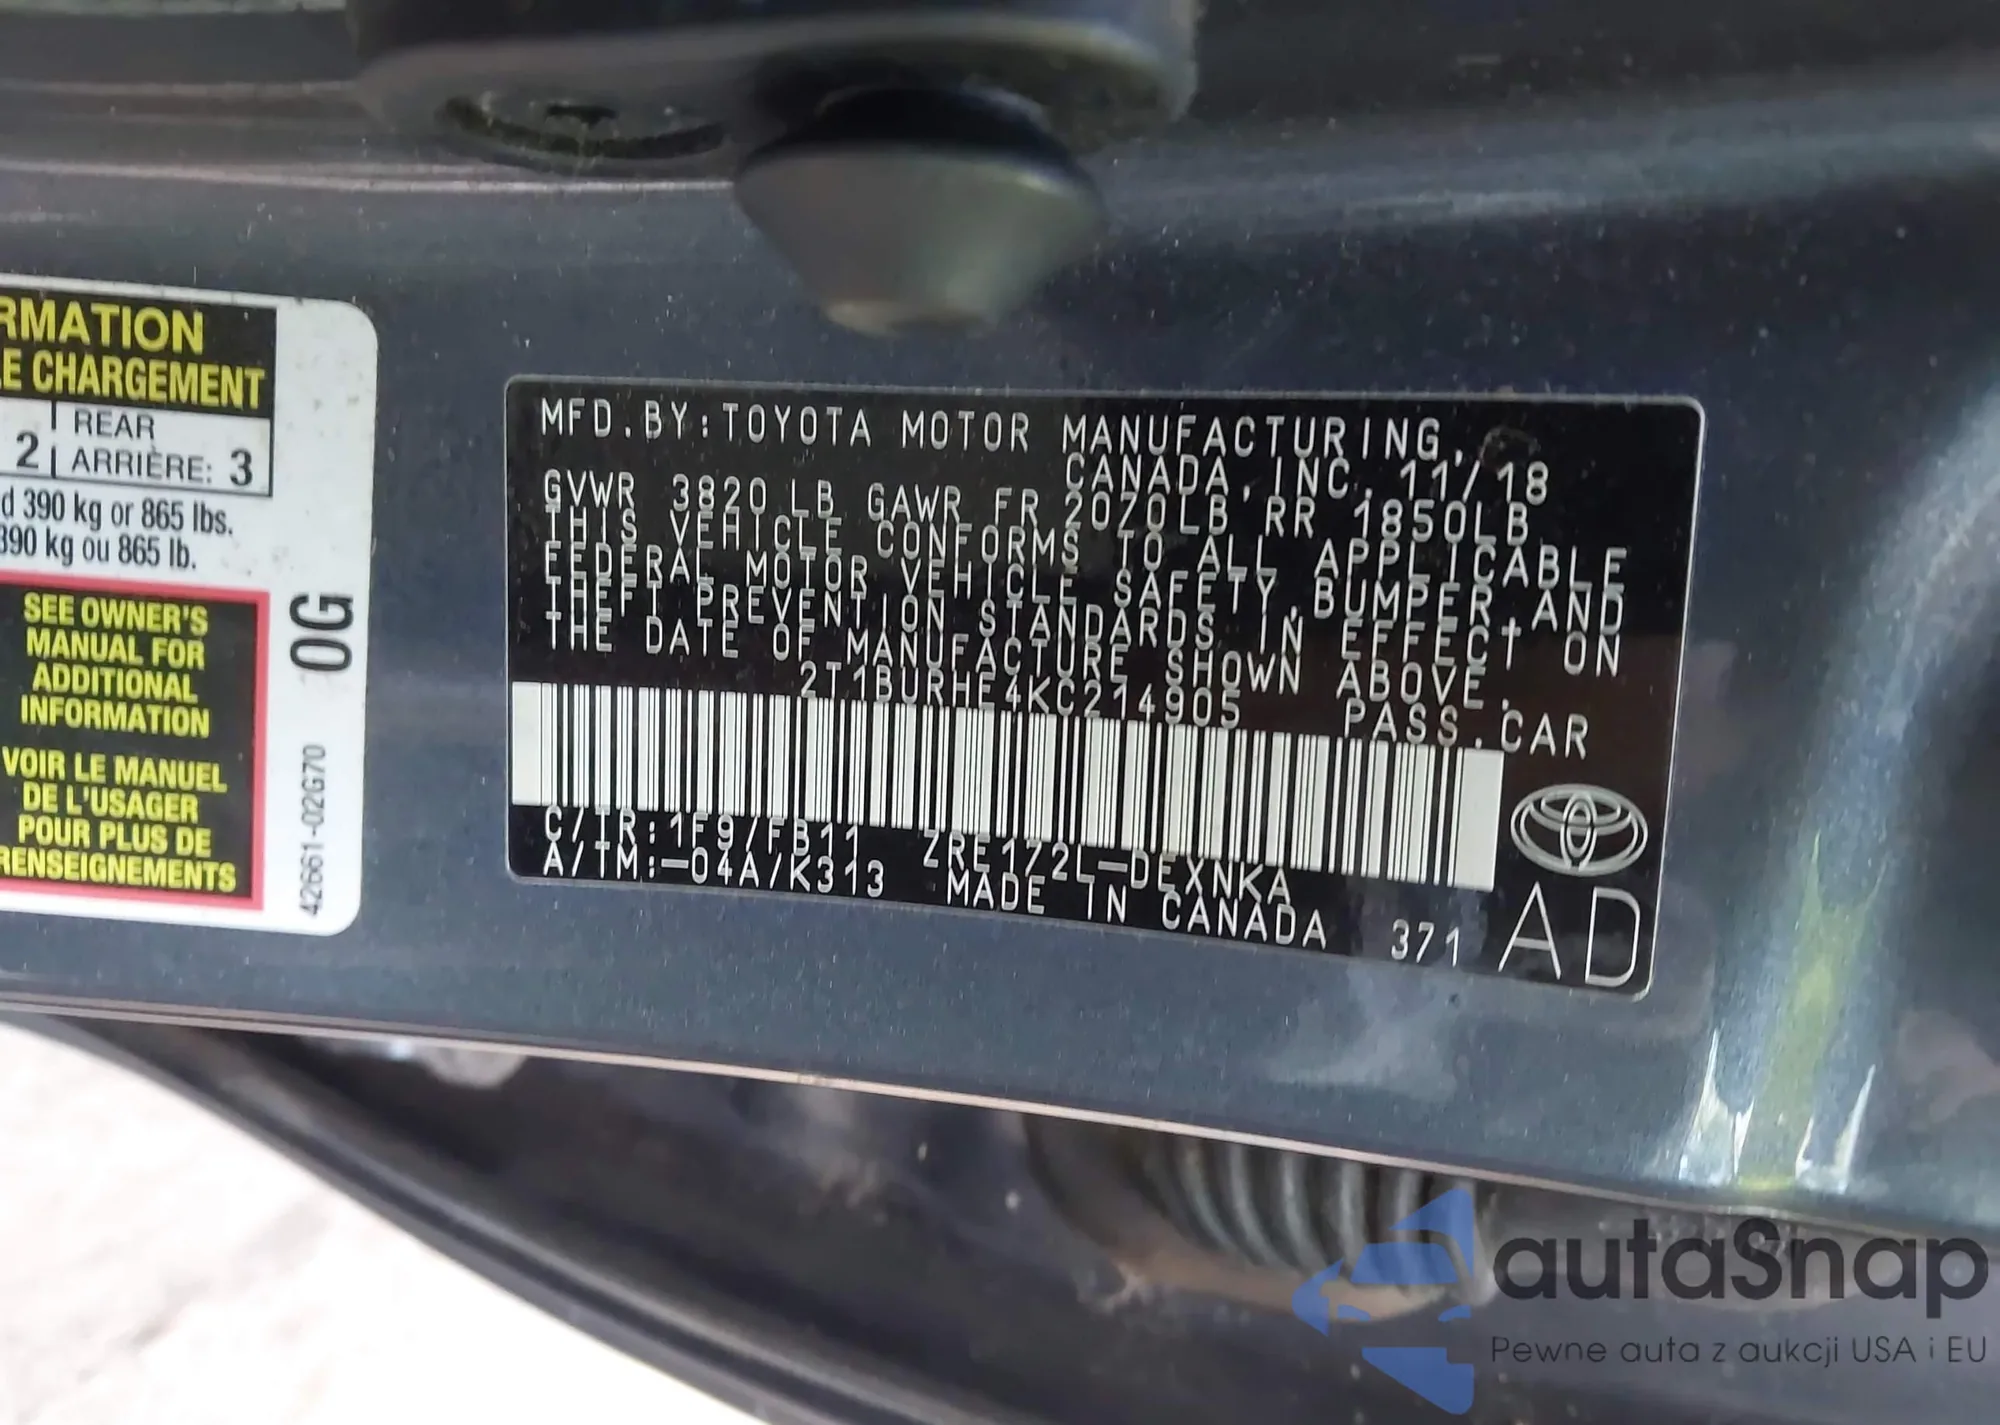 RMATION
LE CHARGEMENT
2 | REAR
ARRIÈRE: 3
d 390 kg or 865 lbs.
390 kg ou 865 lb.
SEE OWNER'S
MANUAL FOR
ADDITIONAL
INFORMATION
VOIR LE MANUEL
DE L'USAGER
POUR PLUS DE
RENSEIGNEMENTS
0G
42661-02G70
MFD.BY:TOYOTA MOTOR MANUFACTURING,
CANADA, INC. 11/18
GVWR 3820 LB GAWR FR 2070LB RR 1850LB
THIS VEHICLE CONFORMS TO ALL APPLICABLE
FEDERAL MOTOR VEHICLE SAFETY, BUMPER AND
THEFT PREVENTION STANDARDS IN EFFECT ON
THE DATE OF MANUFACTURE SHOWN ABOVE.
2T1BURHE4KC214905 PASS.CAR
C/TR:1F9/FB11 ZRE172L-DEXNKA
A/TM:-04A/K313 MADE IN CANADA 371
AD
autaSnap
Pewne auta z aukcji USA i EU